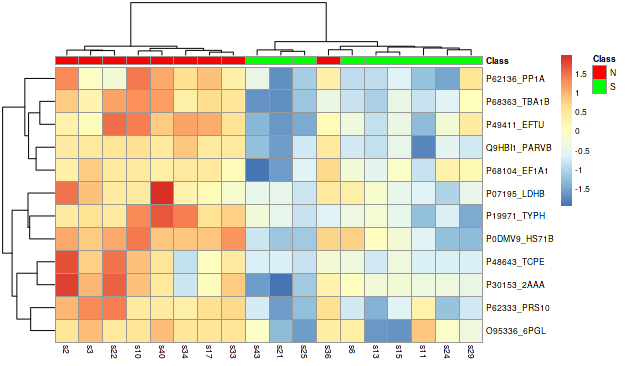 Class
P62136_PP1A
P68363_TBA1B
P49411_EFTU
Q9HBI1_PARVB
P68104_EF1A1
P07195_LDHB
P19971_TYPH
P0DMV9_HS71B
P48643_TCPE
P30153_2AAA
P62333_PRS10
O95336_6PGL
s2 s3 s22 s10 s40 s34 s17 s33 s43 s21 s25 s36 s6 s13 s15 s11 s24 s29
1.5
1
0.5
0
-0.5
-1
-1.5
Class
N
S